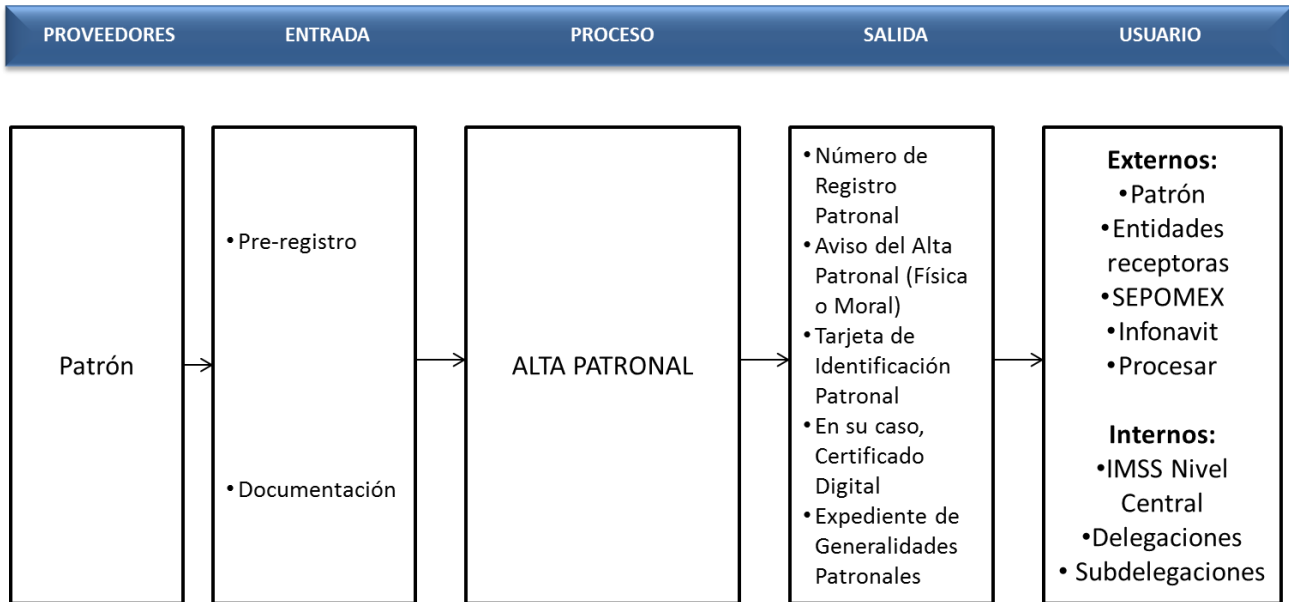 PROVEEDORES
ENTRADA
PROCESO
SALIDA
USUARIO
Patrón
• Pre-registro
• Documentación
ALTA PATRONAL
• Número de
Registro
Patronal
• Aviso del Alta
Patronal (Física
o Moral)
• Tarjeta de
Identificación
Patronal
• En su caso,
Certificado
Digital
• Expediente de
Generalidades
Patronales
Externos:
•Patrón
•Entidades
receptoras
•SEPOMEX
•Infonavit
•Procesar
Internos:
•IMSS Nivel
Central
•Delegaciones
• Subdelegaciones